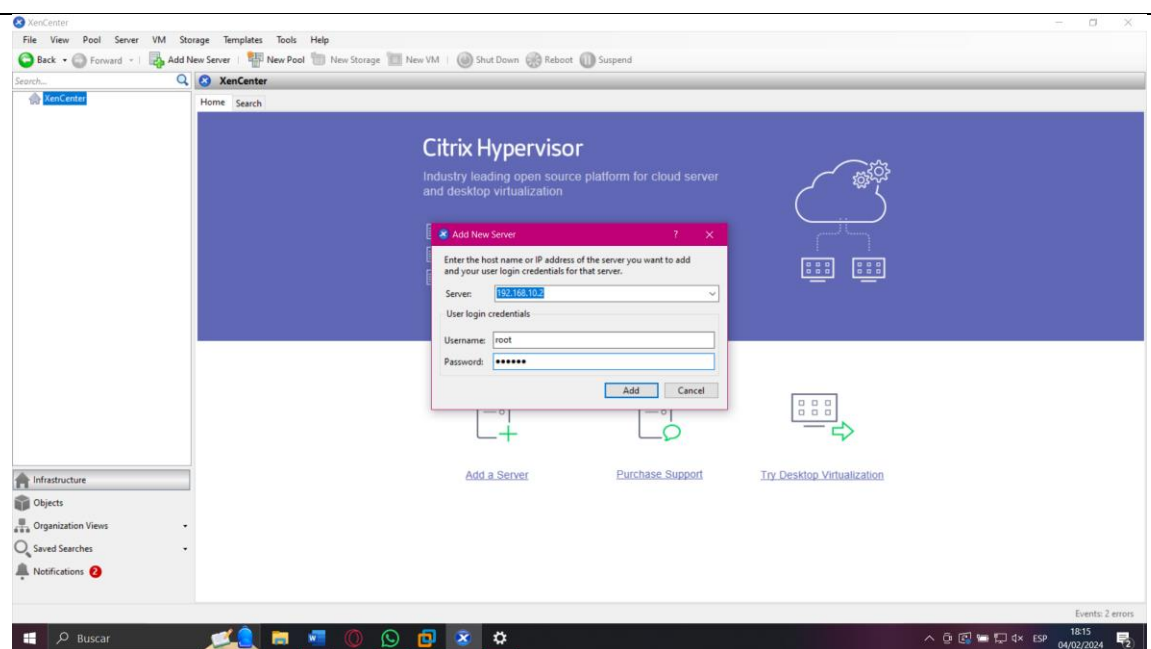 XenCenter
File View Pool Server VM Storage Templates Tools Help
Back Forward Add New Server New Pool New Storage New VM Shut Down Reboot Suspend
Search...
XenCenter
XenCenter
Home Search
Citrix Hypervisor
Industry leading open source platform for cloud server
and desktop virtualization
Add New Server ?
Enter the host name or IP address of the server you want to add
and your user login credentials for that server.
Server: 192.168.10.2
User login credentials
Username: root
Password: ••••••
Add Cancel
Add a Server Purchase Support Try Desktop Virtualization
Infrastructure
Objects
Organization Views
Saved Searches
Notifications 2
Events: 2 errors
Buscar
ESP
18:15
04/02/2024
2